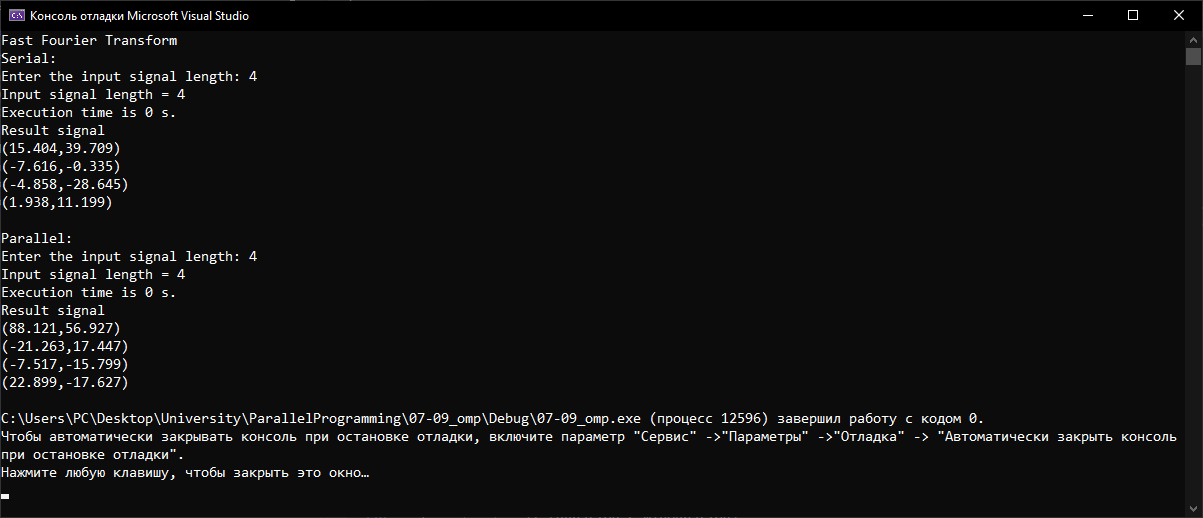 Консоль отладки Microsoft Visual Studio
Fast Fourier Transform
Serial:
Enter the input signal length: 4
Input signal length = 4
Execution time is 0 s.
Result signal
(15.404,39.709)
(-7.616,-0.335)
(-4.858,-28.645)
(1.938,11.199)
Parallel:
Enter the input signal length: 4
Input signal length = 4
Execution time is 0 s.
Result signal
(88.121,56.927)
(-21.263,17.447)
(-7.517,-15.799)
(22.899,-17.627)
C:\Users\PC\Desktop\University\ParallelProgramming\07-09_omp\Debug\07-09_omp.exe (процесс 12596) завершил работу с кодом 0.
Чтобы автоматически закрывать консоль при остановке отладки, включите параметр "Сервис" ->"Параметры" ->"Отладка" -> "Автоматически закрыть консоль
при остановке отладки".
Нажмите любую клавишу, чтобы закрыть это окно…